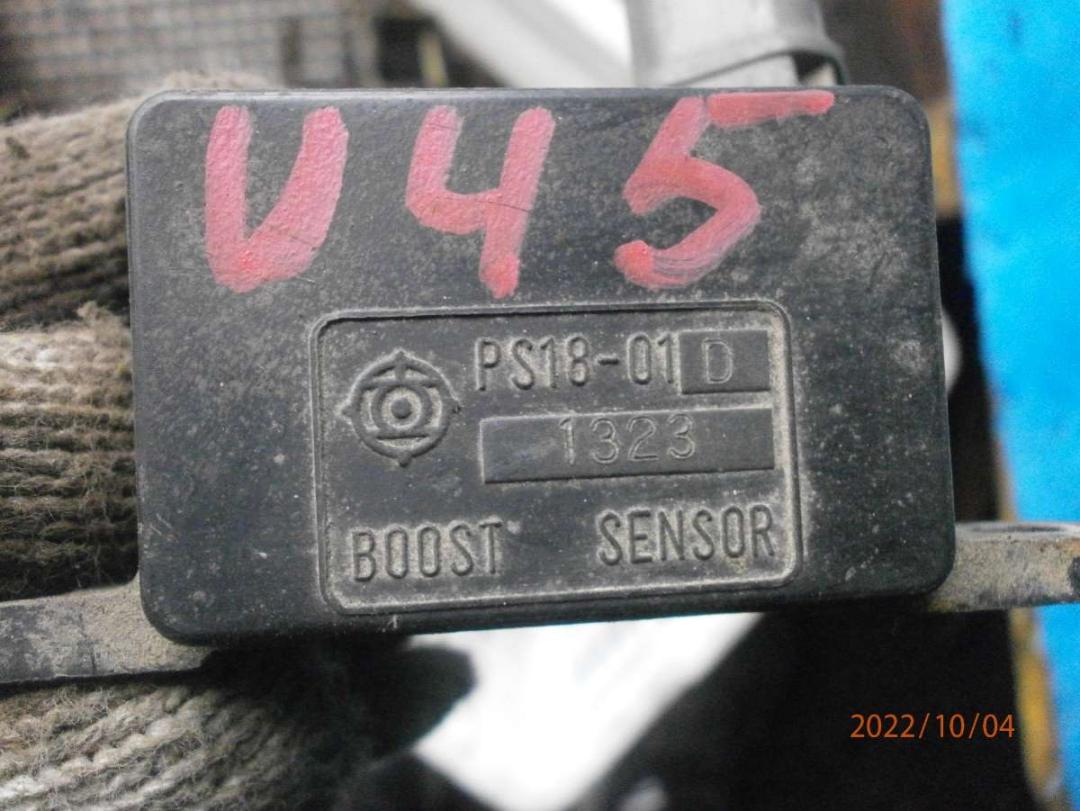 U45
PS18-01 D
1323
BOOST SENSOR
2022/10/04